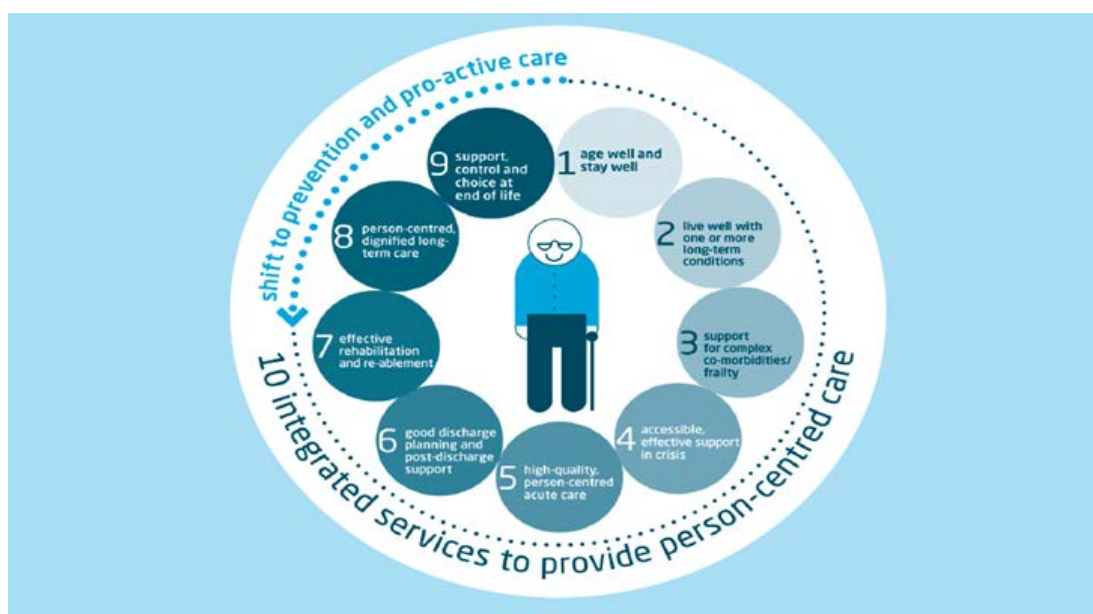 shift to prevention and pro-active care
1 age well and
stay well
2 live well with
one or more
long-term
conditions
3 support
for complex
co-morbidities/
frailty
4 accessible,
effective support
in crisis
5 high-quality,
person-centred
acute care
6 good discharge
planning and
post-discharge
support
7 effective
rehabilitation
and re-ablement
8 person-centred,
dignified long-
term care
9 support,
control and
choice at
end of life
10 integrated services to provide person-centred care